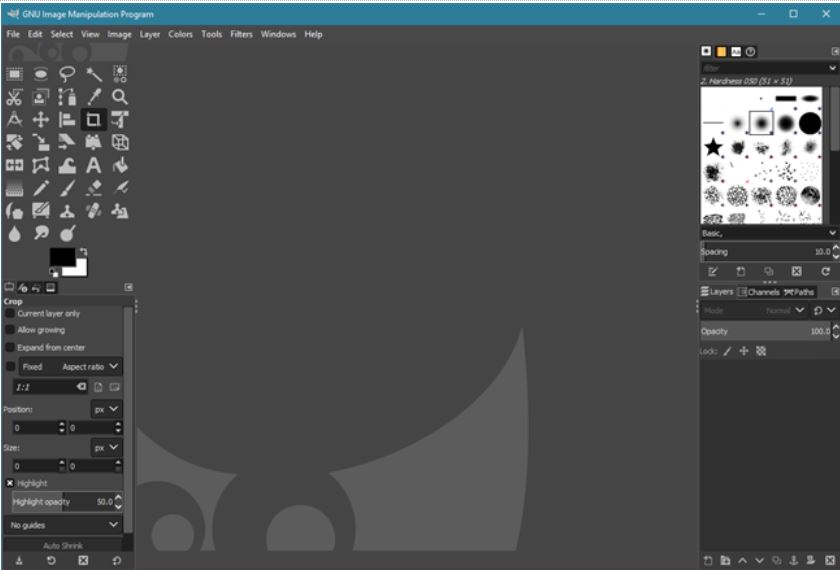 GNU Image Manipulation Program
File Edit Select View Image Layer Colors Tools Filters Windows Help
filter
2. Hardness 050 (51 × 51)
Basic,
Spacing 10.0
Crop
Current layer only
Allow growing
Expand from center
Fixed Aspect ratio
1:1
Position: px
0 0
Size: px
0 0
Highlight
Highlight opacity 50.0
No guides
Auto Shrink
Layers Channels Paths
Mode Normal
Opacity 100.0
Lock: